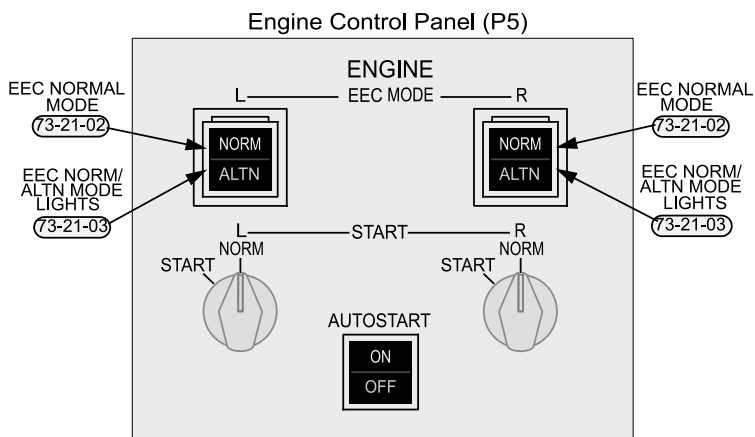 Engine Control Panel (P5)
ENGINE
L EEC MODE R
EEC NORMAL
MODE
73-21-02
EEC NORM/
ALTN MODE
LIGHTS
73-21-03
NORM
ALTN
NORM
ALTN
EEC NORMAL
MODE
73-21-02
EEC NORM/
ALTN MODE
LIGHTS
73-21-03
L START R
NORM
START
NORM
START
AUTOSTART
ON
OFF